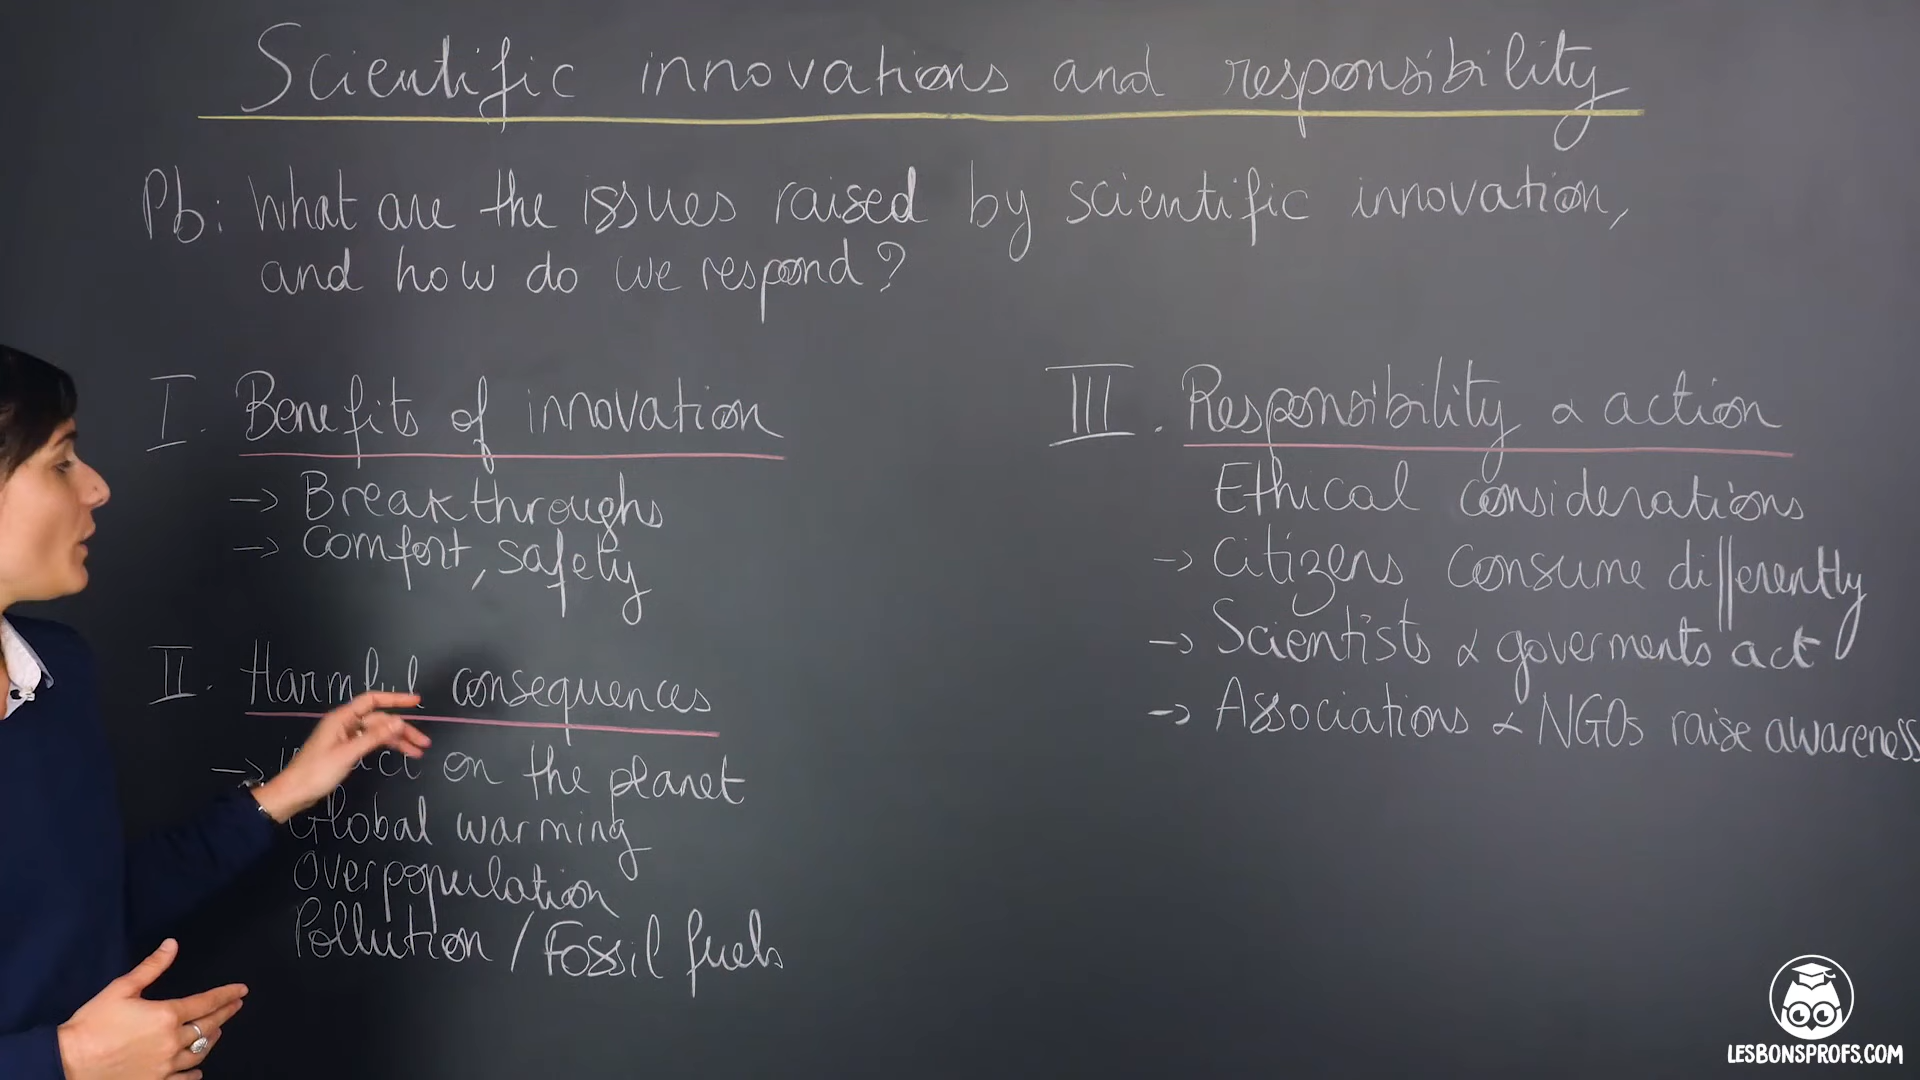 Scientific innovations and responsibility
Pb: What are the issues raised by scientific innovation,
and how do we respond?
I. Benefits of innovation
-> Breakthroughs
-> Comfort, safety
II. Harmful consequences
-> on the planet
Global warming
Overpopulation
Pollution / Fossil fuels
III. Responsibility & action
Ethical considerations
-> Citizens consume differently
-> Scientists & goverments act
-> Associations & NGOs raise awareness
LESBONSPROFS.COM